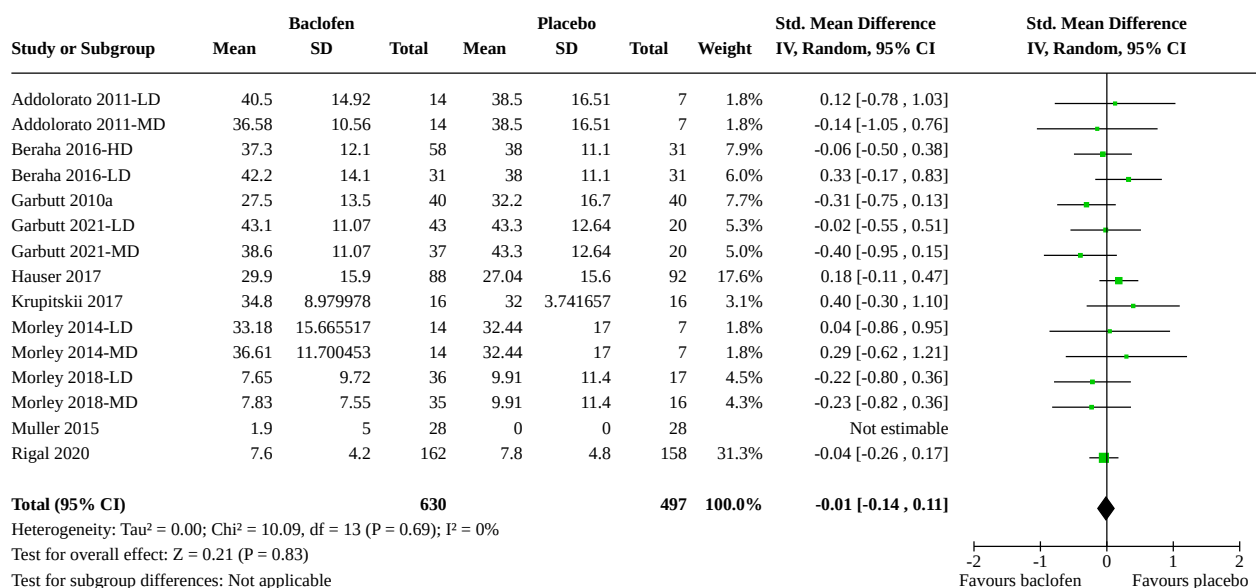 Baclofen Placebo Std. Mean Difference Std. Mean Difference
Study or Subgroup Mean SD Total Mean SD Total Weight IV, Random, 95% CI IV, Random, 95% CI
Addolorato 2011-LD 40.5 14.92 14 38.5 16.51 7 1.8% 0.12 [-0.78 , 1.03]
Addolorato 2011-MD 36.58 10.56 14 38.5 16.51 7 1.8% -0.14 [-1.05 , 0.76]
Beraha 2016-HD 37.3 12.1 58 38 11.1 31 7.9% -0.06 [-0.50 , 0.38]
Beraha 2016-LD 42.2 14.1 31 38 11.1 31 6.0% 0.33 [-0.17 , 0.83]
Garbutt 2010a 27.5 13.5 40 32.2 16.7 40 7.7% -0.31 [-0.75 , 0.13]
Garbutt 2021-LD 43.1 11.07 43 43.3 12.64 20 5.3% -0.02 [-0.55 , 0.51]
Garbutt 2021-MD 38.6 11.07 37 43.3 12.64 20 5.0% -0.40 [-0.95 , 0.15]
Hauser 2017 29.9 15.9 88 27.04 15.6 92 17.6% 0.18 [-0.11 , 0.47]
Krupitskii 2017 34.8 8.979978 16 32 3.741657 16 3.1% 0.40 [-0.30 , 1.10]
Morley 2014-LD 33.18 15.665517 14 32.44 17 7 1.8% 0.04 [-0.86 , 0.95]
Morley 2014-MD 36.61 11.700453 14 32.44 17 7 1.8% 0.29 [-0.62 , 1.21]
Morley 2018-LD 7.65 9.72 36 9.91 11.4 17 4.5% -0.22 [-0.80 , 0.36]
Morley 2018-MD 7.83 7.55 35 9.91 11.4 16 4.3% -0.23 [-0.82 , 0.36]
Muller 2015 1.9 5 28 0 0 28 Not estimable
Rigal 2020 7.6 4.2 162 7.8 4.8 158 31.3% -0.04 [-0.26 , 0.17]
Total (95% CI) 630 497 100.0% -0.01 [-0.14 , 0.11]
Heterogeneity: Tau² = 0.00; Chi² = 10.09, df = 13 (P = 0.69); I² = 0%
Test for overall effect: Z = 0.21 (P = 0.83)
Test for subgroup differences: Not applicable
-2 -1 0 1 2
Favours baclofen Favours placebo